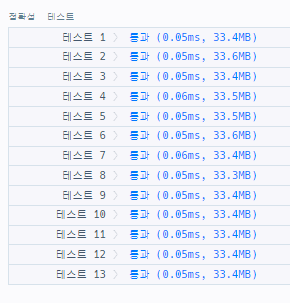 정확성 테스트
테스트 1 〉 통과 (0.05ms, 33.4MB)
테스트 2 〉 통과 (0.06ms, 33.6MB)
테스트 3 〉 통과 (0.05ms, 33.4MB)
테스트 4 〉 통과 (0.06ms, 33.5MB)
테스트 5 〉 통과 (0.05ms, 33.5MB)
테스트 6 〉 통과 (0.05ms, 33.6MB)
테스트 7 〉 통과 (0.06ms, 33.4MB)
테스트 8 〉 통과 (0.05ms, 33.3MB)
테스트 9 〉 통과 (0.05ms, 33.4MB)
테스트 10 〉 통과 (0.05ms, 33.4MB)
테스트 11 〉 통과 (0.05ms, 33.4MB)
테스트 12 〉 통과 (0.05ms, 33.4MB)
테스트 13 〉 통과 (0.05ms, 33.4MB)